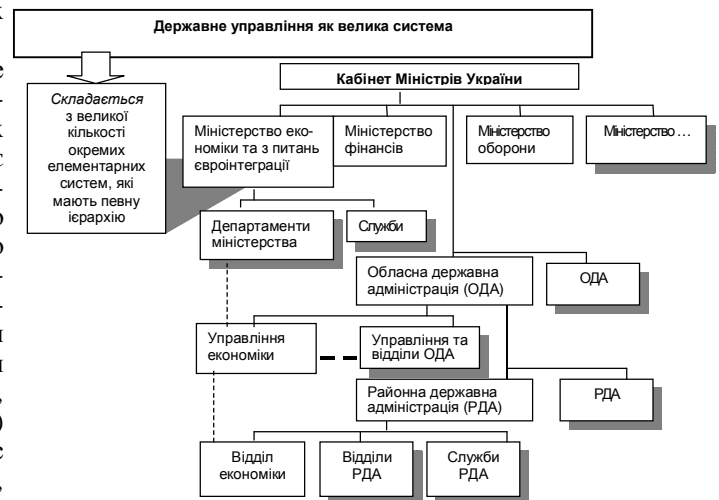 Державне управління як велика система
Кабінет Міністрів України
Складається
з великої
кількості
окремих
елементарних
систем, які
мають певну
ієрархію
Міністерство еко-
номіки та з питань
євроінтеграції
Міністерство
фінансів
Міністерство
оборони
Міністерство …
Департаменти
міністерства
Служби
Обласна державна
адміністрація (ОДА)
ОДА
Управління
економіки
Управління та
відділи ОДА
Районна державна
адміністрація (РДА)
РДА
Відділ
економіки
Відділи
РДА
Служби
РДА